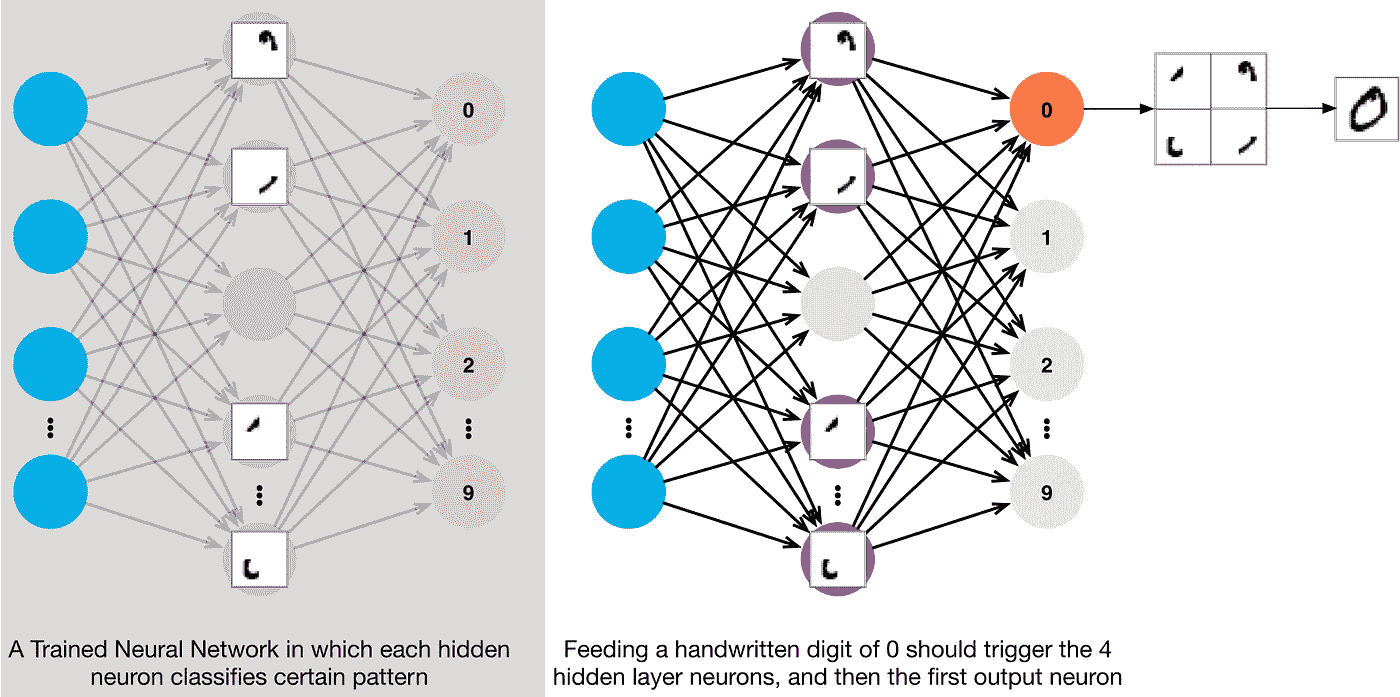 0
1
2
9
A Trained Neural Network in which each hidden
neuron classifies certain pattern
0
1
2
9
0
Feeding a handwritten digit of 0 should trigger the 4
hidden layer neurons, and then the first output neuron